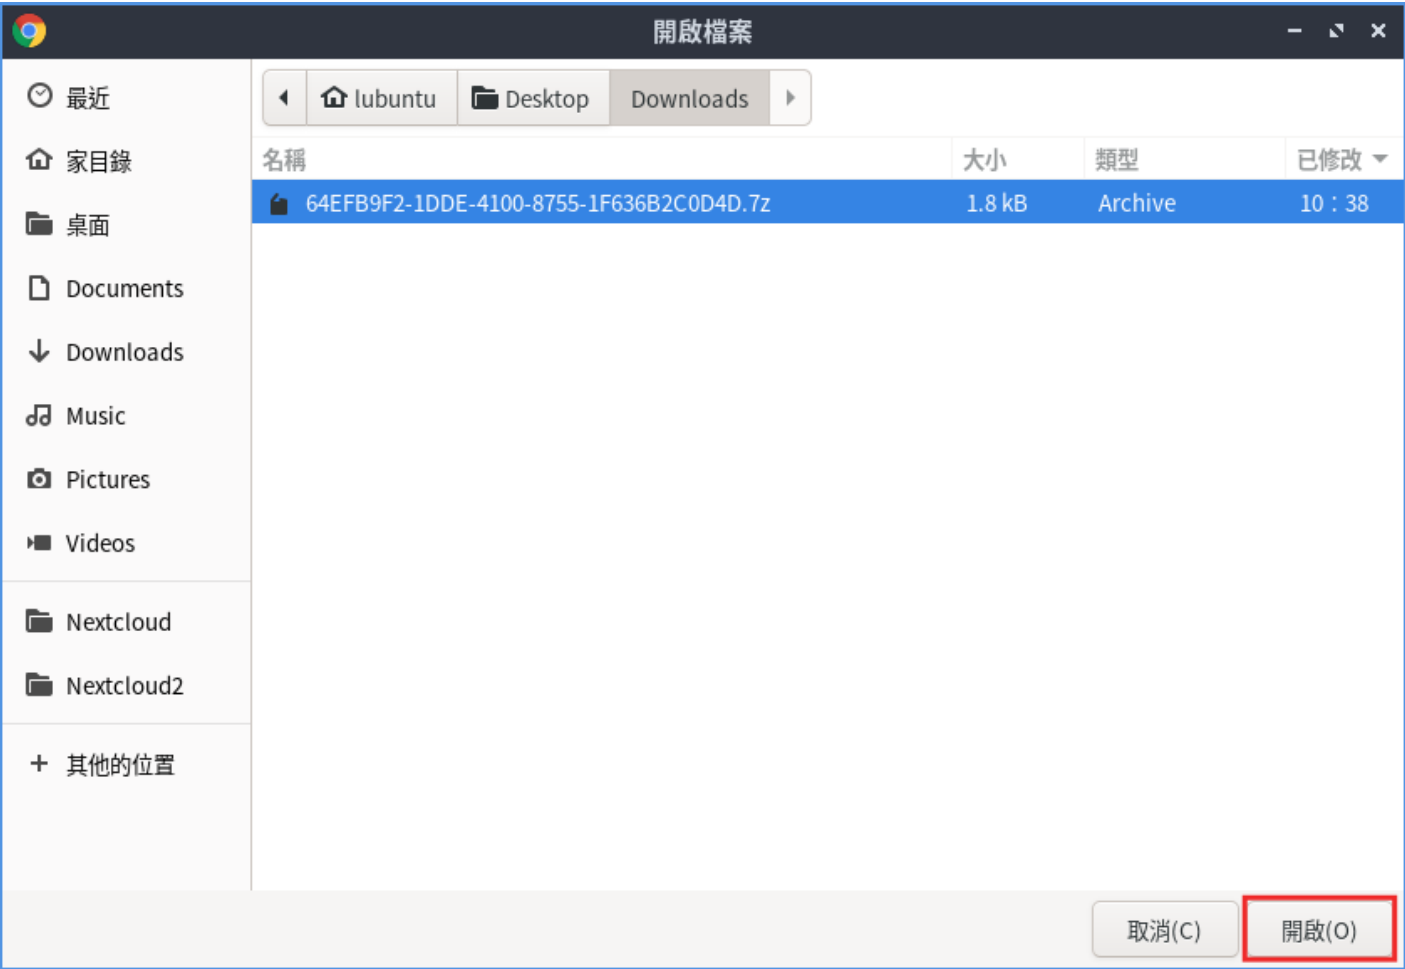 開啟檔案
最近
家目錄
桌面
Documents
Downloads
Music
Pictures
Videos
Nextcloud
Nextcloud2
其他的位置
lubuntu Desktop Downloads
名稱 大小 類型 已修改
64EFB9F2-1DDE-4100-8755-1F636B2C0D4D.7z 1.8 kB Archive 10：38
取消(C) 開啟(O)